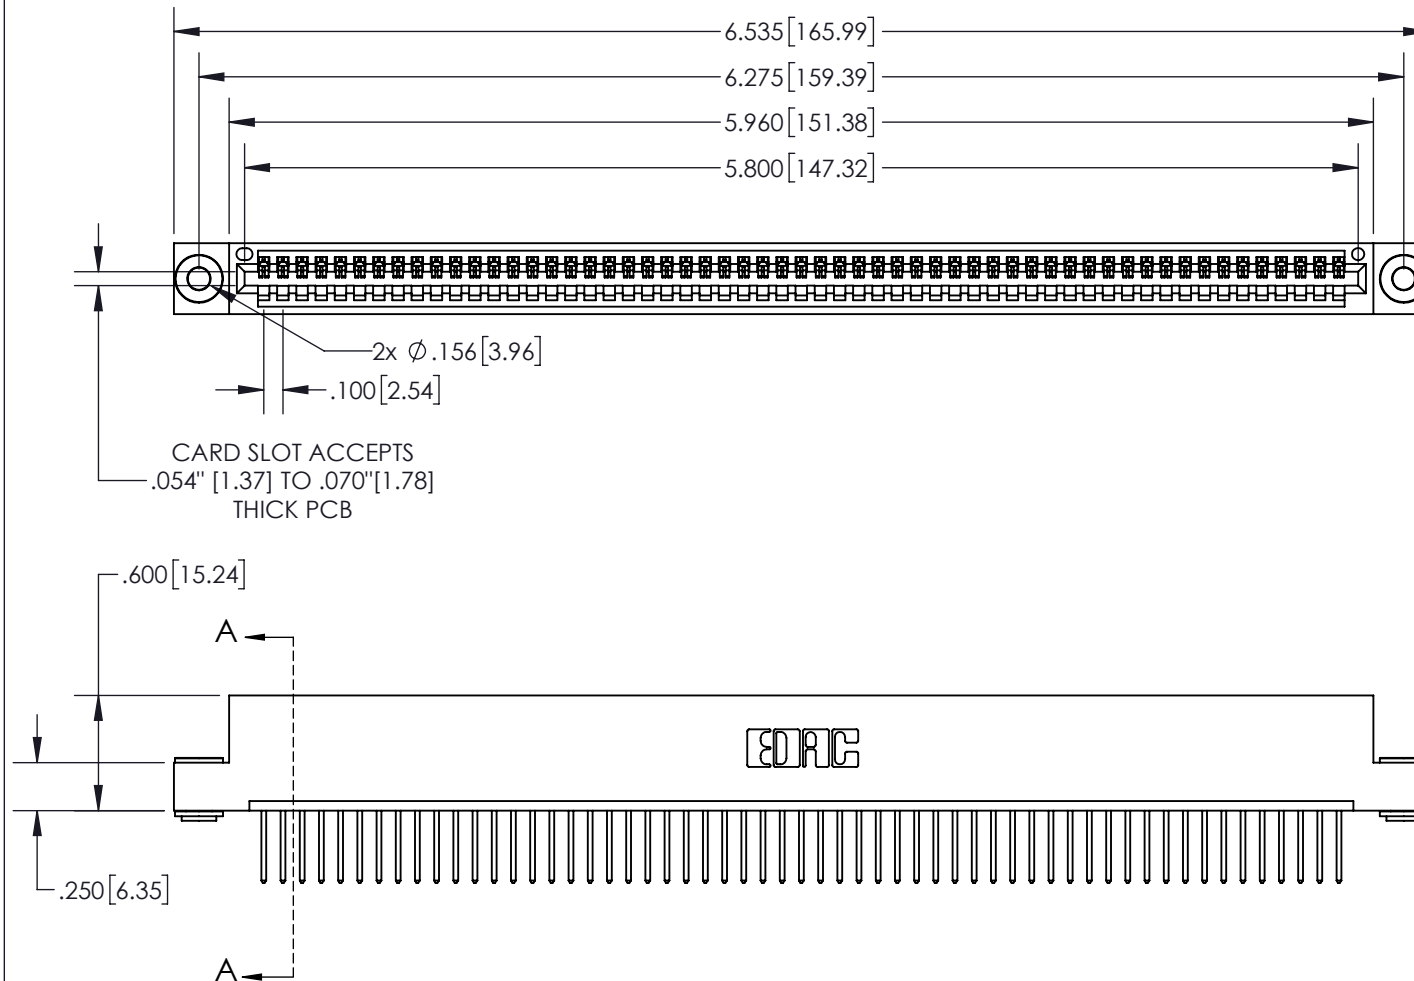 6.535[165.99]
6.275[159.39]
5.960[151.38]
5.800[147.32]
2x ∅.156[3.96]
.100[2.54]
CARD SLOT ACCEPTS
.054" [1.37] TO .070"[1.78]
THICK PCB
.600[15.24]
A
EDAC
.250[6.35]
A